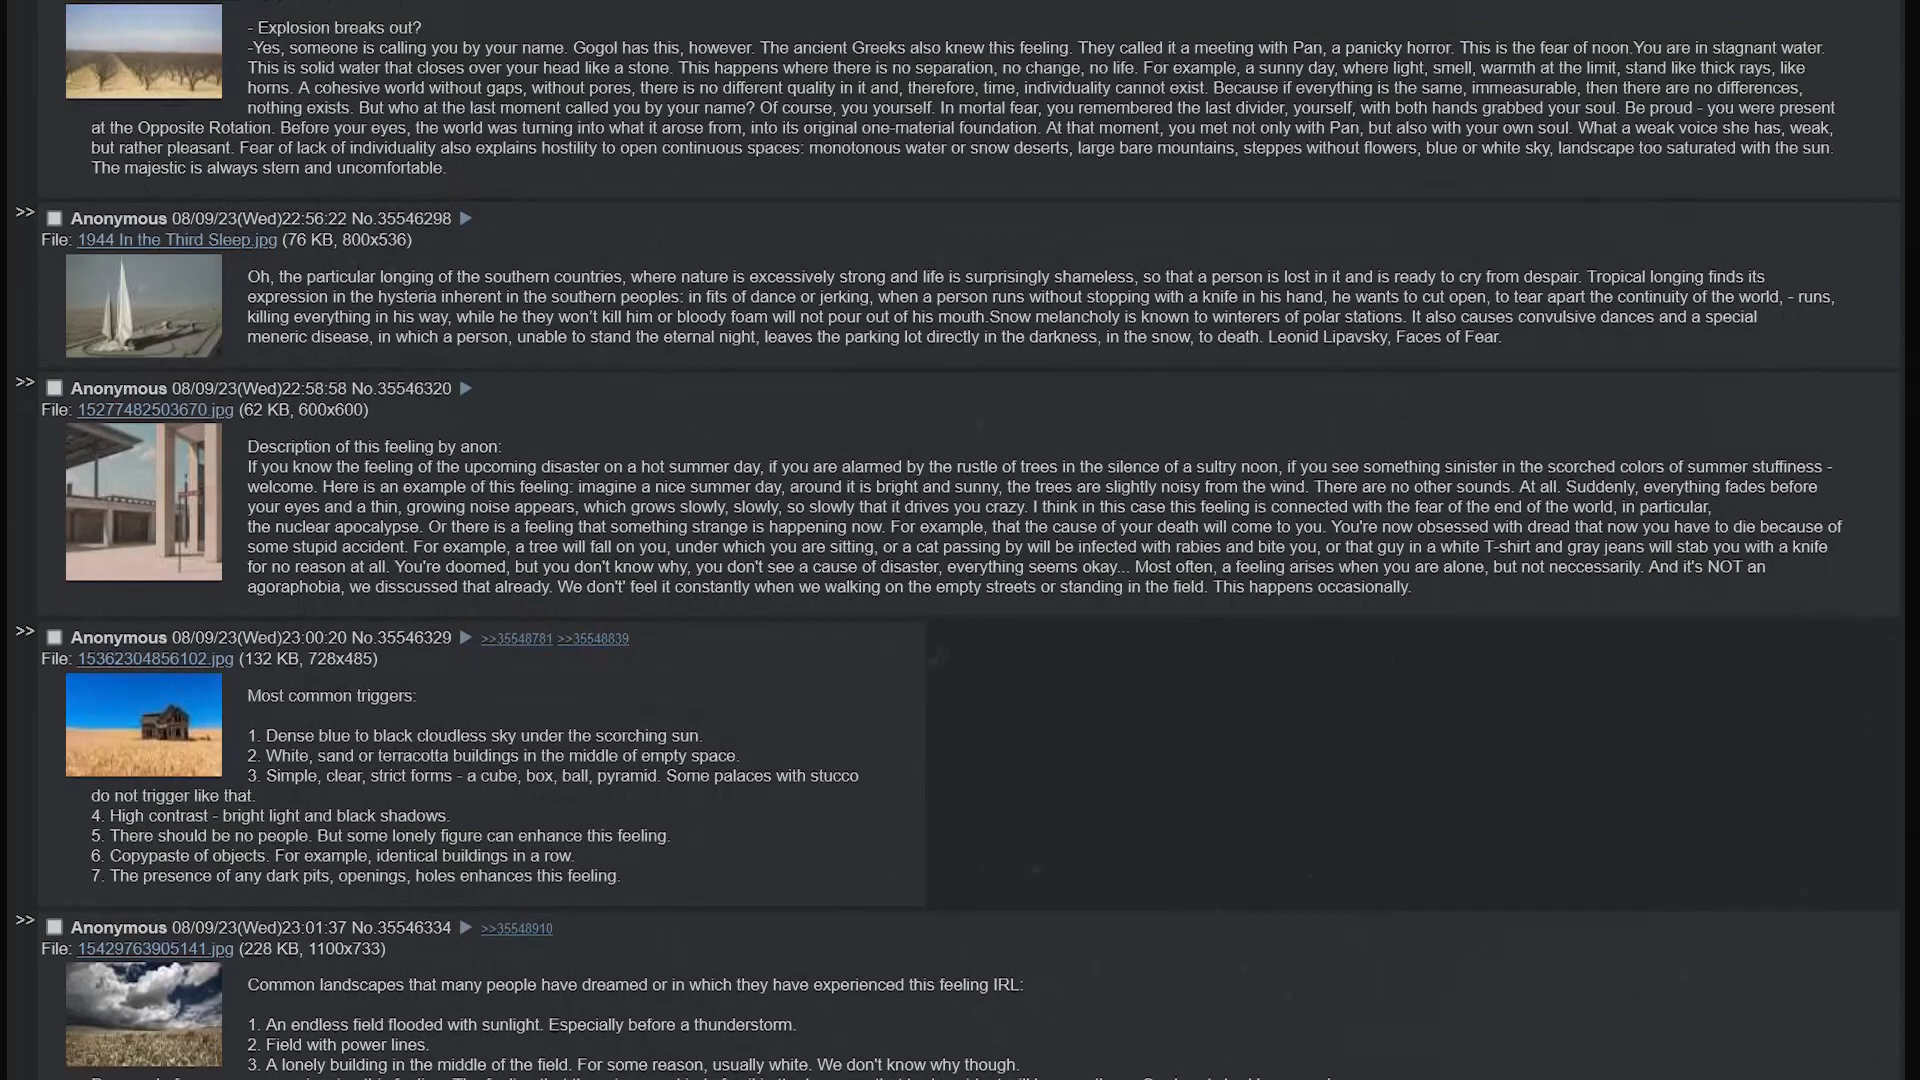 - Explosion breaks out?
-Yes, someone is calling you by your name. Gogol has this, however. The ancient Greeks also knew this feeling. They called it a meeting with Pan, a panicky horror. This is the fear of noon.You are in stagnant water.
This is solid water that closes over your head like a stone. This happens where there is no separation, no change, no life. For example, a sunny day, where light, smell, warmth at the limit, stand like thick rays, like
horns. A cohesive world without gaps, without pores, there is no different quality in it and, therefore, time, individuality cannot exist. Because if everything is the same, immeasurable, then there are no differences,
nothing exists. But who at the last moment called you by your name? Of course, you yourself. In mortal fear, you remembered the last divider, yourself, with both hands grabbed your soul. Be proud - you were present
at the Opposite Rotation. Before your eyes, the world was turning into what it arose from, into its original one-material foundation. At that moment, you met not only with Pan, but also with your own soul. What a weak voice she has, weak,
but rather pleasant. Fear of lack of individuality also explains hostility to open continuous spaces: monotonous water or snow deserts, large bare mountains, steppes without flowers, blue or white sky, landscape too saturated with the sun.
The majestic is always stern and uncomfortable.
>> Anonymous 08/09/23(Wed)22:56:22 No.35546298
File: 1944 In the Third Sleep.jpg (76 KB, 800x536)
Oh, the particular longing of the southern countries, where nature is excessively strong and life is surprisingly shameless, so that a person is lost in it and is ready to cry from despair. Tropical longing finds its
expression in the hysteria inherent in the southern peoples: in fits of dance or jerking, when a person runs without stopping with a knife in his hand, he wants to cut open, to tear apart the continuity of the world, - runs,
killing everything in his way, while he they won't kill him or bloody foam will not pour out of his mouth.Snow melancholy is known to winterers of polar stations. It also causes convulsive dances and a special
meneric disease, in which a person, unable to stand the eternal night, leaves the parking lot directly in the darkness, in the snow, to death. Leonid Lipavsky, Faces of Fear.
>> Anonymous 08/09/23(Wed)22:58:58 No.35546320
File: 15277482503670.jpg (62 KB, 600x600)
Description of this feeling by anon:
If you know the feeling of the upcoming disaster on a hot summer day, if you are alarmed by the rustle of trees in the silence of a sultry noon, if you see something sinister in the scorched colors of summer stuffiness -
welcome. Here is an example of this feeling: imagine a nice summer day, around it is bright and sunny, the trees are slightly noisy from the wind. There are no other sounds. At all. Suddenly, everything fades before
your eyes and a thin, growing noise appears, which grows slowly, slowly, so slowly that it drives you crazy. I think in this case this feeling is connected with the fear of the end of the world, in particular,
the nuclear apocalypse. Or there is a feeling that something strange is happening now. For example, that the cause of your death will come to you. You're now obsessed with dread that now you have to die because of
some stupid accident. For example, a tree will fall on you, under which you are sitting, or a cat passing by will be infected with rabies and bite you, or that guy in a white T-shirt and gray jeans will stab you with a knife
for no reason at all. You're doomed, but you don't know why, you don't see a cause of disaster, everything seems okay... Most often, a feeling arises when you are alone, but not neccessarily. And it's NOT an
agoraphobia, we disscussed that already. We don't' feel it constantly when we walking on the empty streets or standing in the field. This happens occasionally.
>> Anonymous 08/09/23(Wed)23:00:20 No.35546329 >>35548781 >>35548839
File: 15362304856102.jpg (132 KB, 728x485)
Most common triggers:
1. Dense blue to black cloudless sky under the scorching sun.
2. White, sand or terracotta buildings in the middle of empty space.
3. Simple, clear, strict forms - a cube, box, ball, pyramid. Some palaces with stucco
do not trigger like that.
4. High contrast - bright light and black shadows.
5. There should be no people. But some lonely figure can enhance this feeling.
6. Copypaste of objects. For example, identical buildings in a row.
7. The presence of any dark pits, openings, holes enhances this feeling.
>> Anonymous 08/09/23(Wed)23:01:37 No.35546334 >>35548910
File: 15429763905141.jpg (228 KB, 1100x733)
Common landscapes that many people have dreamed or in which they have experienced this feeling IRL:
1. An endless field flooded with sunlight. Especially before a thunderstorm.
2. Field with power lines.
3. A lonely building in the middle of the field. For some reason, usually white. We don't know why though.